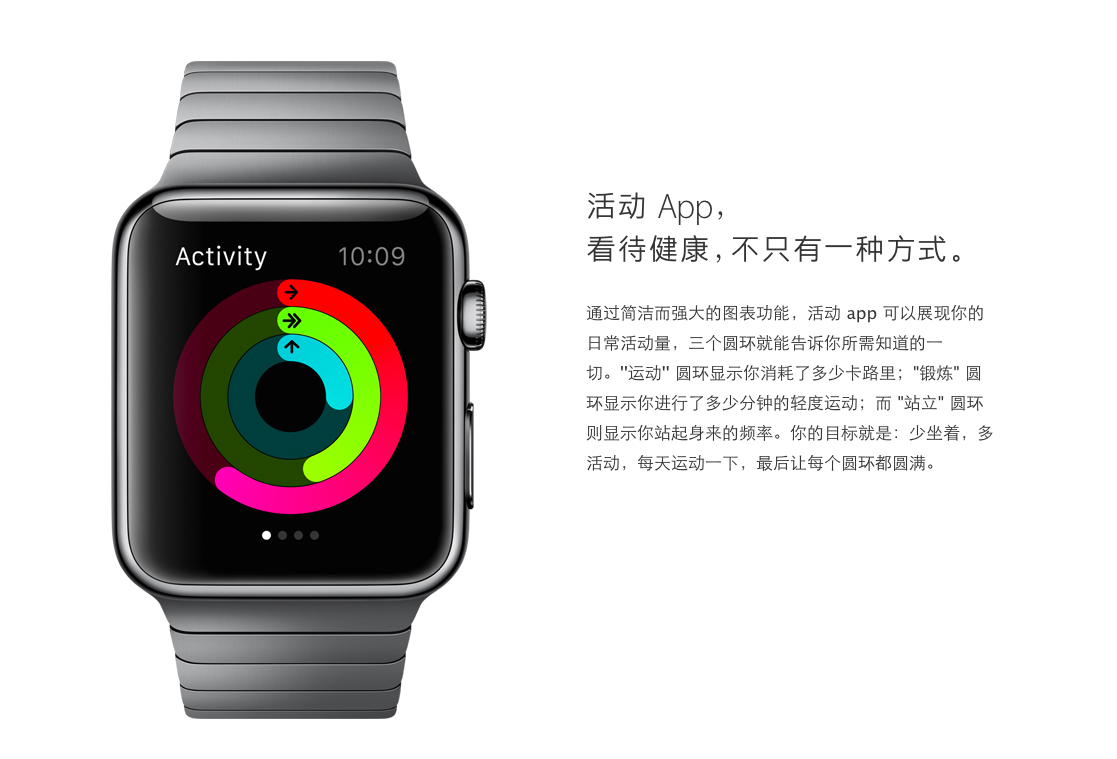 Activity 10:09
活动 App，
看待健康，不只有一种方式。
通过简洁而强大的图表功能，活动 app 可以展现你的
日常活动量，三个圆环就能告诉你所需知道的一
切。"运动" 圆环显示你消耗了多少卡路里；"锻炼" 圆
环显示你进行了多少分钟的轻度运动；而 "站立" 圆环
则显示你站起身来的频率。你的目标就是：少坐着，多
活动，每天运动一下，最后让每个圆环都圆满。